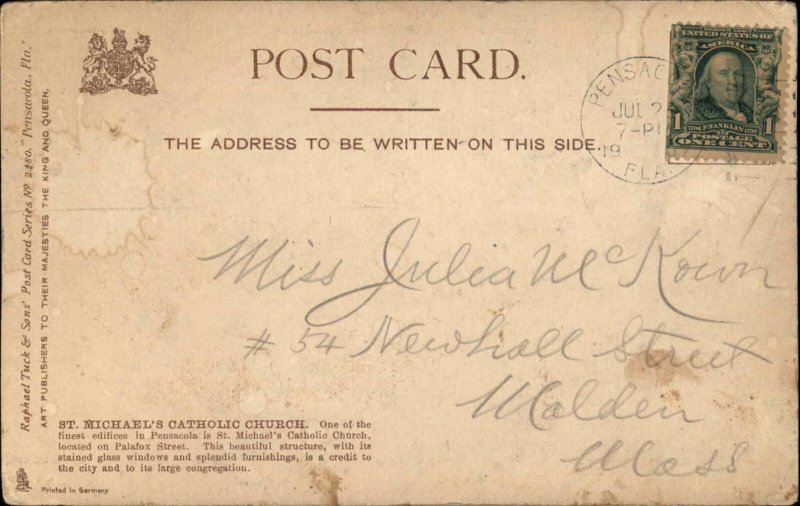 POST CARD.
THE ADDRESS TO BE WRITTEN ON THIS SIDE.
PENSAC
JUL 2
7-P
19
FLA.
SERIES 1902
UNITED STATES OF
AMERICA
1706 FRANKLIN 1790
1 POSTAGE 1
ONE CENT
Raphael Tuck & Sons' Post Card Series No. 2480. "Pensacola, Fla."
ART PUBLISHERS TO THEIR MAJESTIES THE KING AND QUEEN.
Miss Julia McKown
# 54 Newhall Street
Malden
Mass
ST. MICHAEL'S CATHOLIC CHURCH. One of the
finest edifices in Pensacola is St. Michael's Catholic Church,
located on Palafox Street. This beautiful structure, with its
stained glass windows and splendid furnishings, is a credit to
the city and to its large congregation.
Printed in Germany.